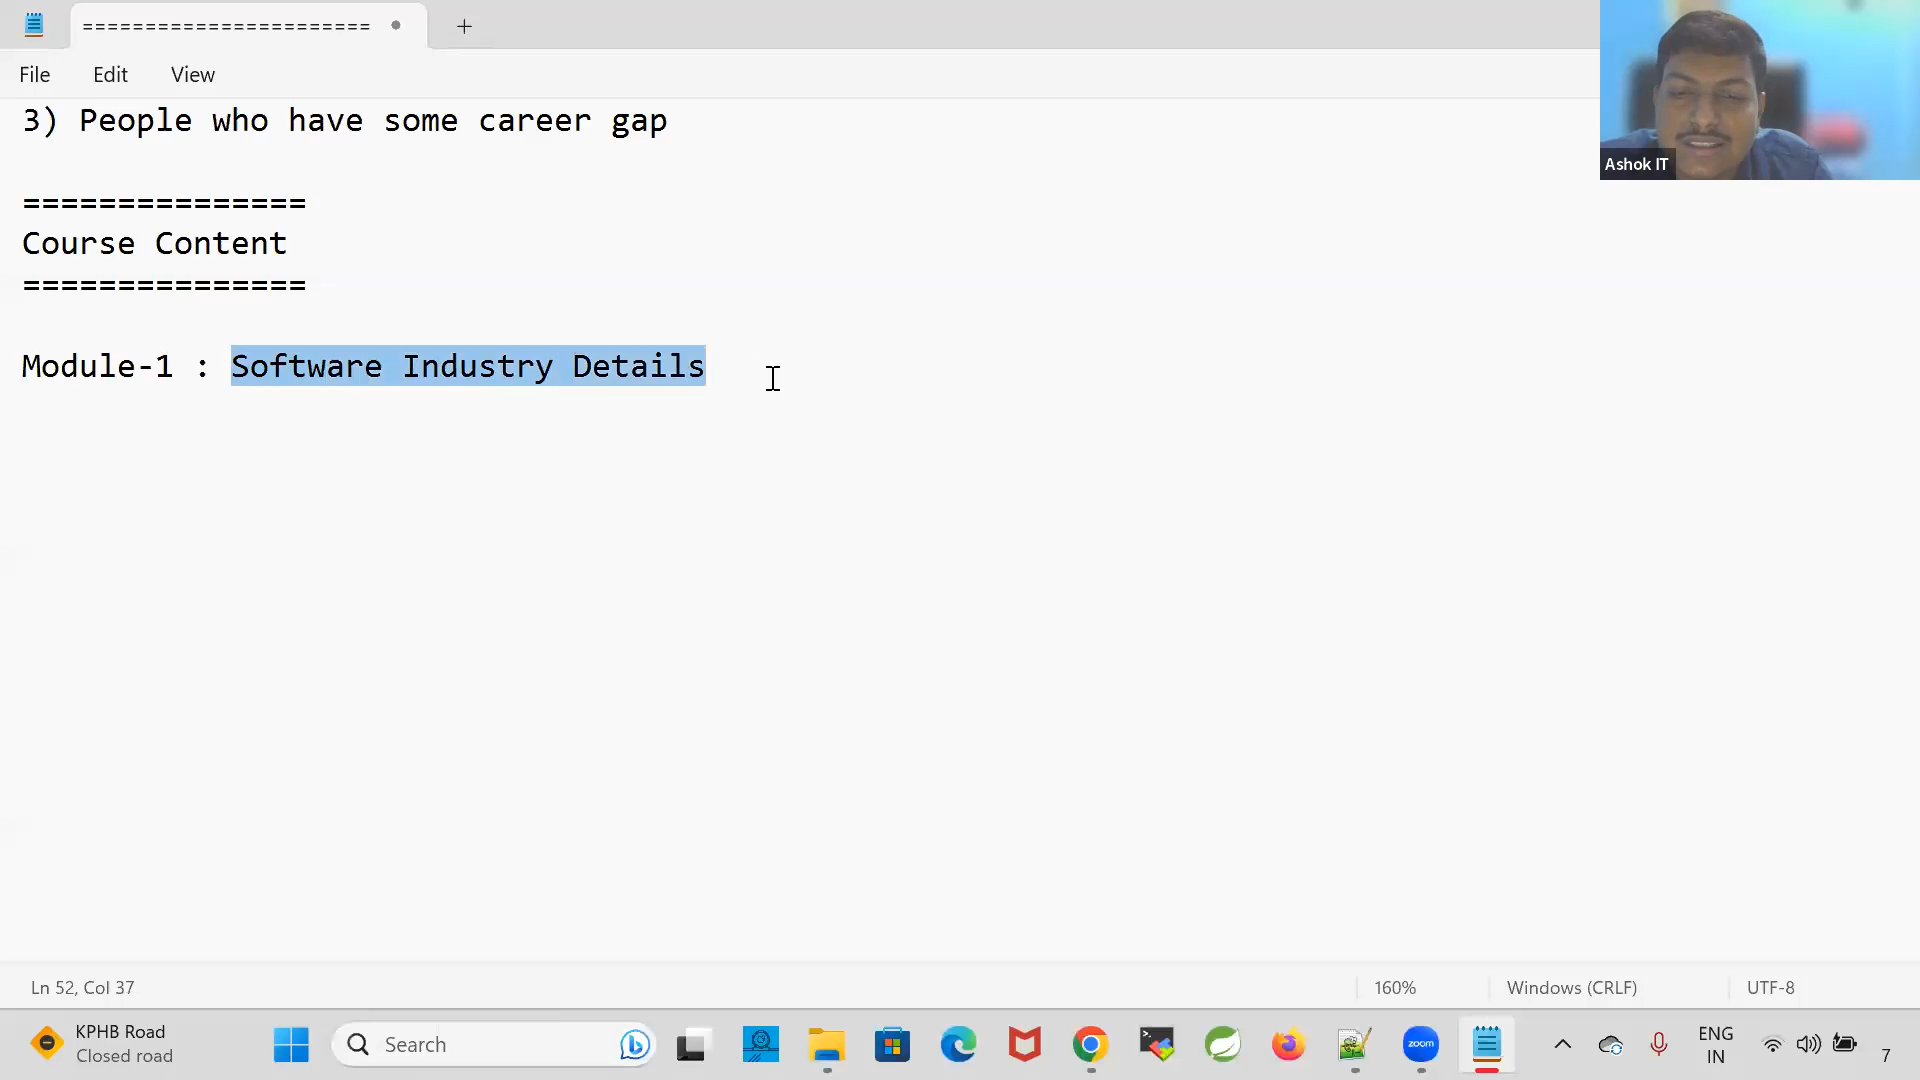 ======================= ●
+
File Edit View
3) People who have some career gap
===============
Course Content
===============
Module-1 : Software Industry Details
Ashok IT
Ln 52, Col 37
160%
Windows (CRLF)
UTF-8
KPHB Road
Closed road
Search
zoom
ENG
IN
7